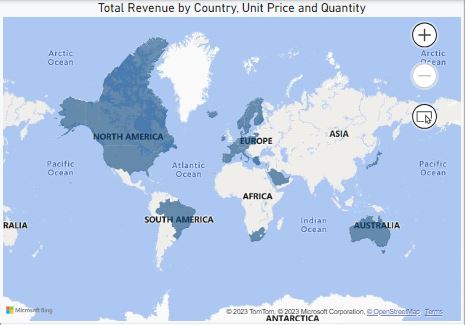 Total Revenue by Country, Unit Price and Quantity
Arctic
Ocean
Arctic
Ocean
NORTH AMERICA
EUROPE
ASIA
Pacific
Ocean
Atlantic
Ocean
Pacific
Ocean
AFRICA
SOUTH AMERICA
Indian
Ocean
RALIA
AUSTRALIA
Microsoft Bing
© 2023 TomTom, © 2023 Microsoft Corporation, © OpenStreetMap Terms
ANTARCTICA